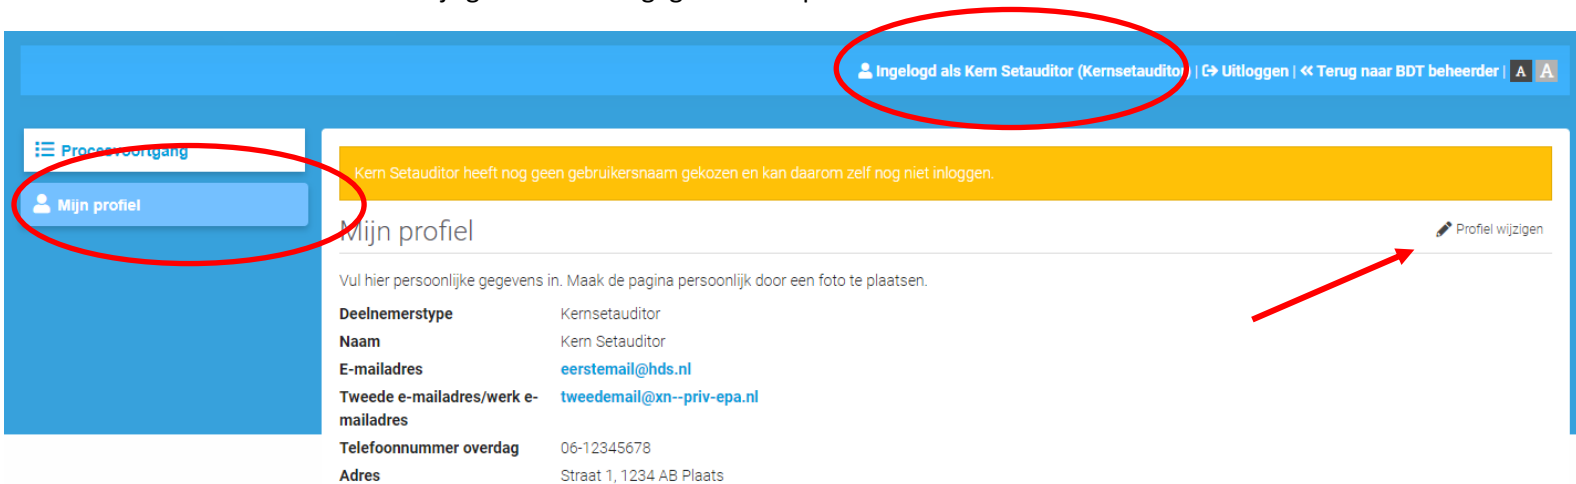 Ingelogd als Kern Setauditor (Kernsetauditor) | Uitloggen | Terug naar BDT beheerder | A A
Procesvoortgang
Mijn profiel
Kern Setauditor heeft nog geen gebruikersnaam gekozen en kan daarom zelf nog niet inloggen.
Mijn profiel
Profiel wijzigen
Vul hier persoonlijke gegevens in. Maak de pagina persoonlijk door een foto te plaatsen.
Deelnemerstype Kernsetauditor
Naam Kern Setauditor
E-mailadres eerstemail@hds.nl
Tweede e-mailadres/werk e- tweedemail@xn--priv-epa.nl
mailadres
Telefoonnummer overdag 06-12345678
Adres Straat 1, 1234 AB Plaats